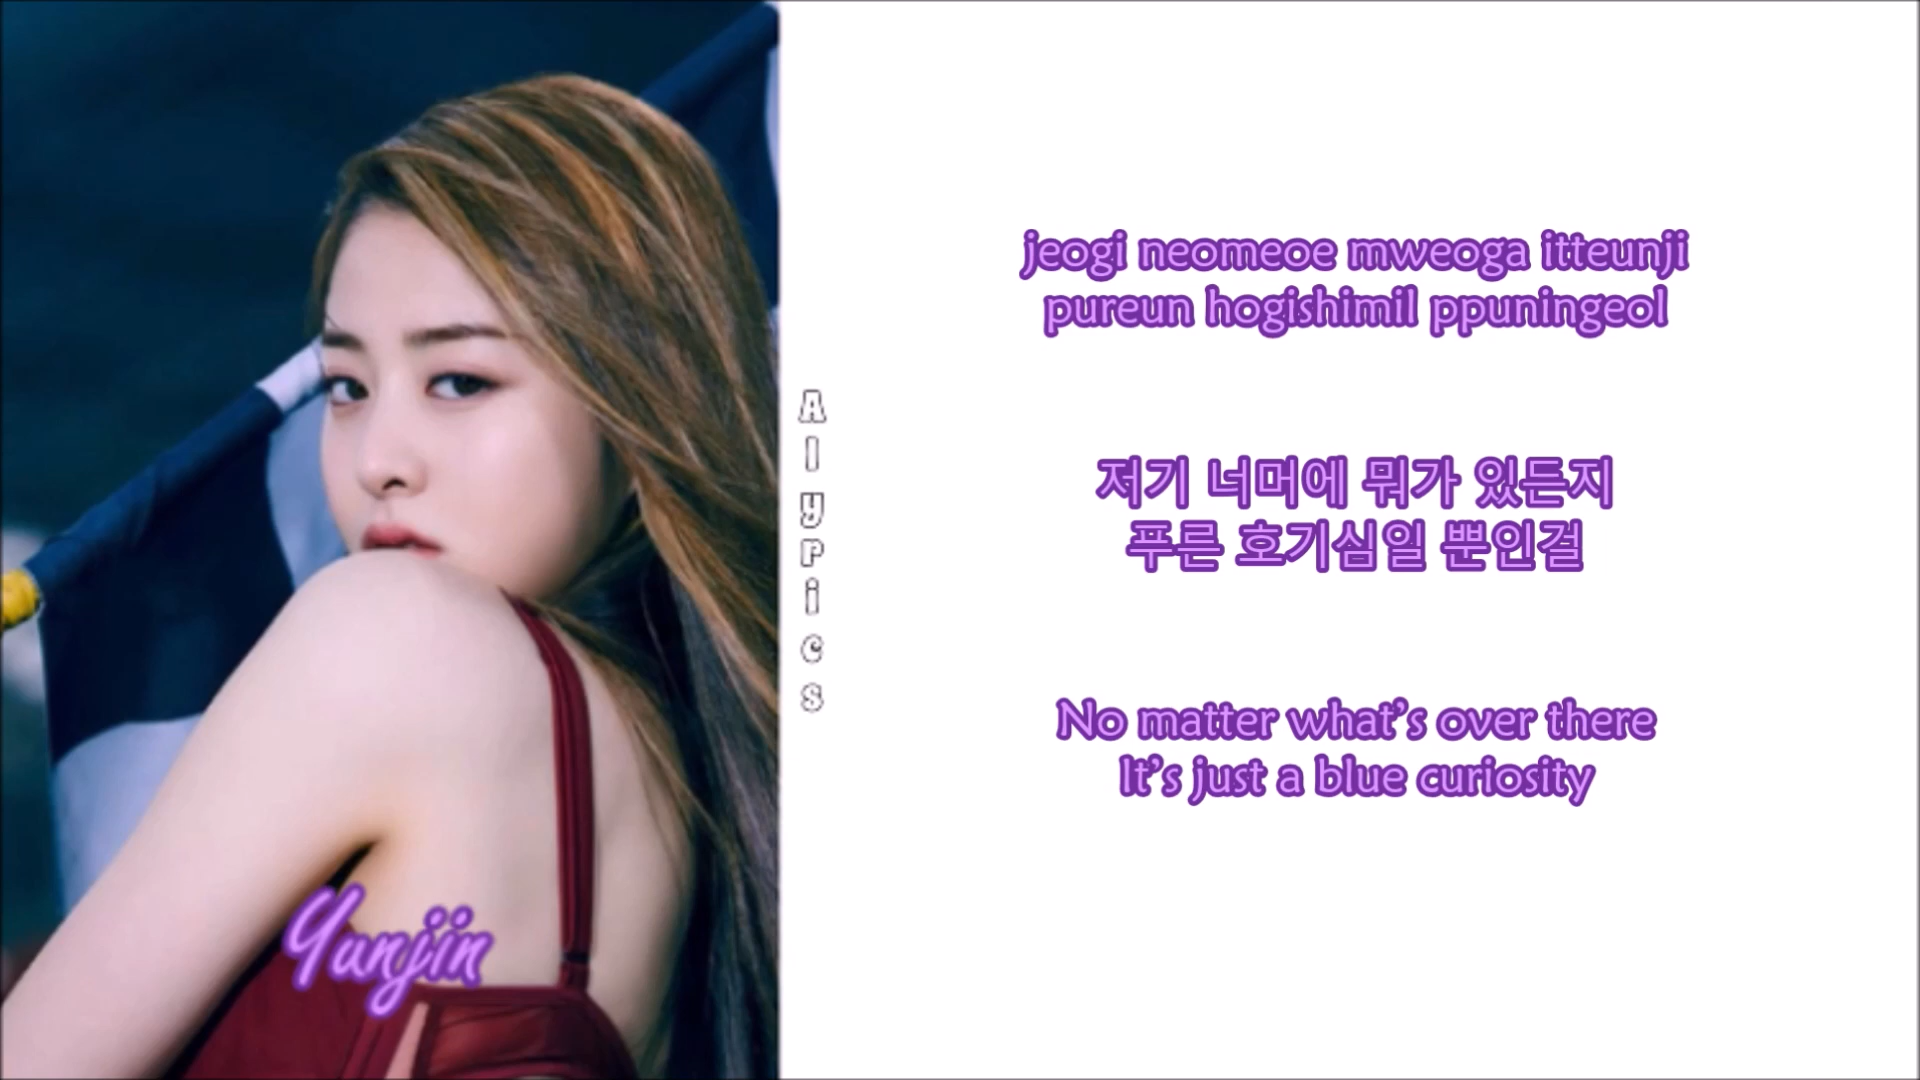 jeogi neomeoe mweoga itteunji
pureun hogishimil ppuningeol
저기 너머에 뭐가 있든지
푸른 호기심일 뿐인걸
No matter what's over there
It's just a blue curiosity
Yunjin
Alypics